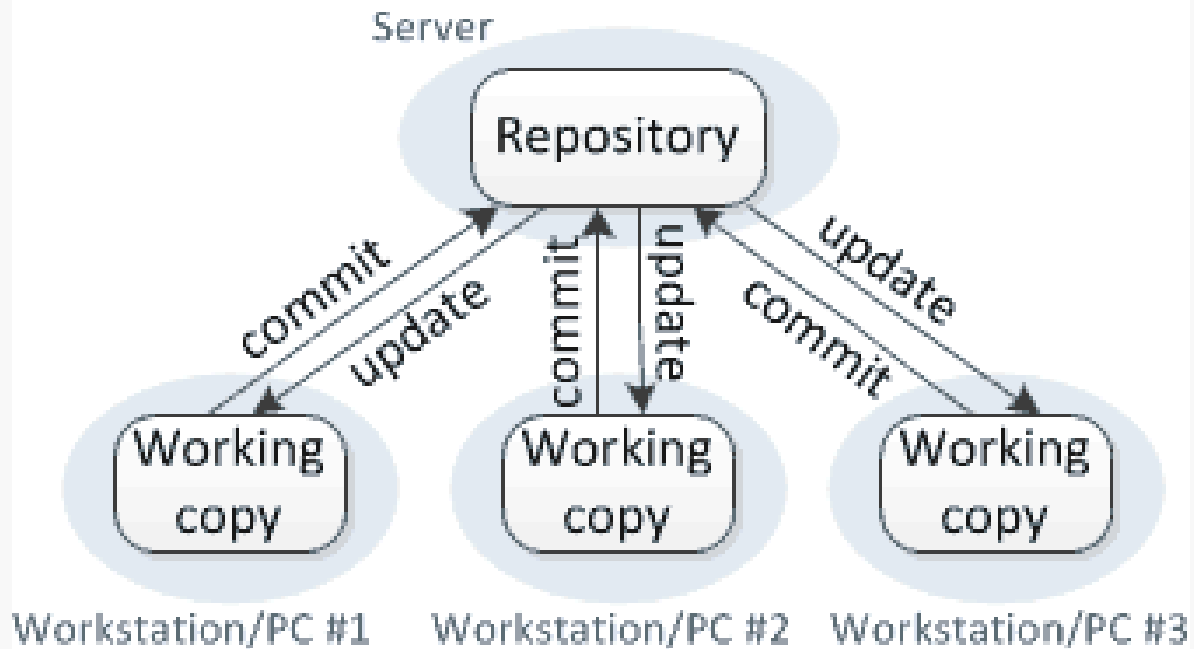 Server
Repository
commit
update
commit
update
update
commit
Working
copy
Working
copy
Working
copy
Workstation/PC #1
Workstation/PC #2
Workstation/PC #3